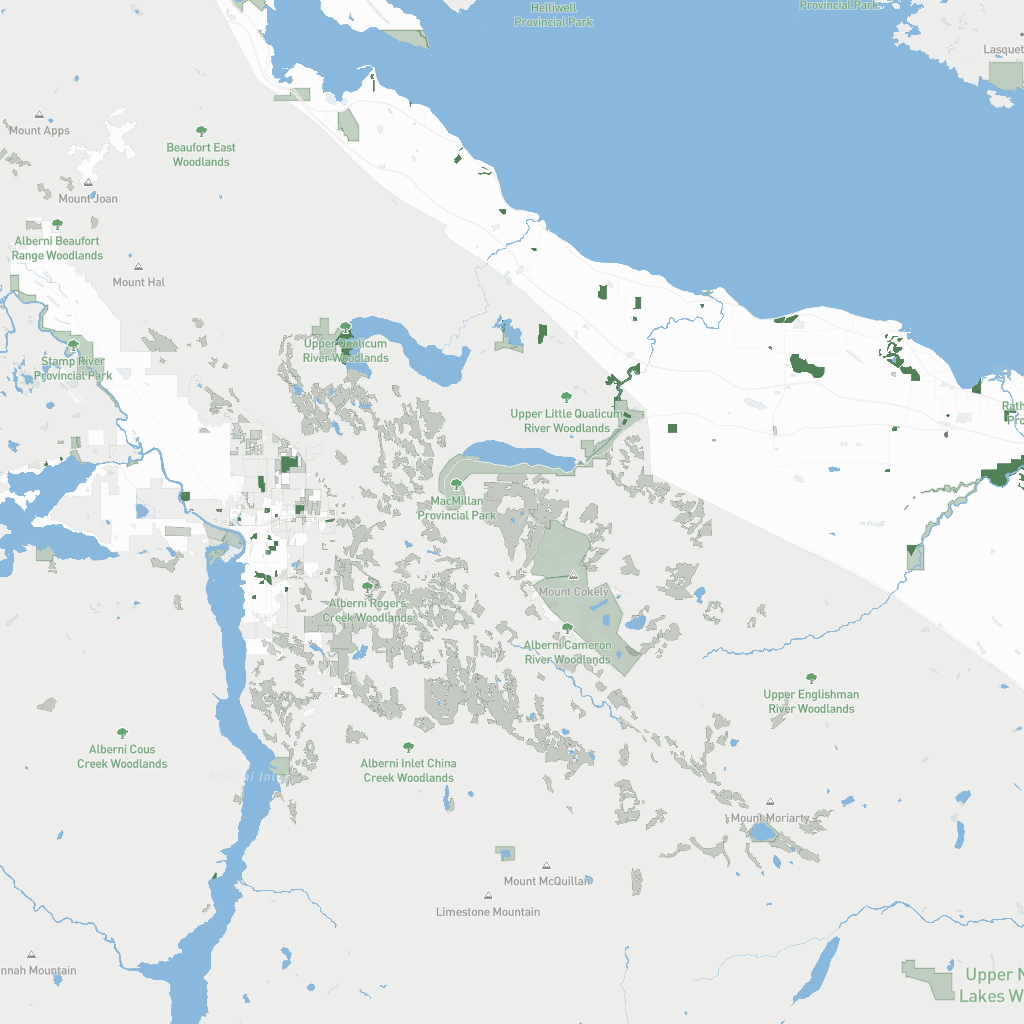 Helliwell
Provincial Park
Provincial Park
Lasquet
Mount Apps
Beaufort East
Woodlands
Mount Joan
Alberni Beaufort
Range Woodlands
Mount Hal
Upper Qualicum
River Woodlands
Stamp River
Provincial Park
Upper Little Qualicum
River Woodlands
Rath
Pro
MacMillan
Provincial Park
Mount Cokely
Alberni Rogers
Creek Woodlands
Alberni Cameron
River Woodlands
Upper Englishman
River Woodlands
Alberni Cous
Creek Woodlands
Alberni Inlet China
Creek Woodlands
Alberni Inlet
Mount Moriarty
Mount McQuillan
Limestone Mountain
nnah Mountain
Upper N
Lakes W